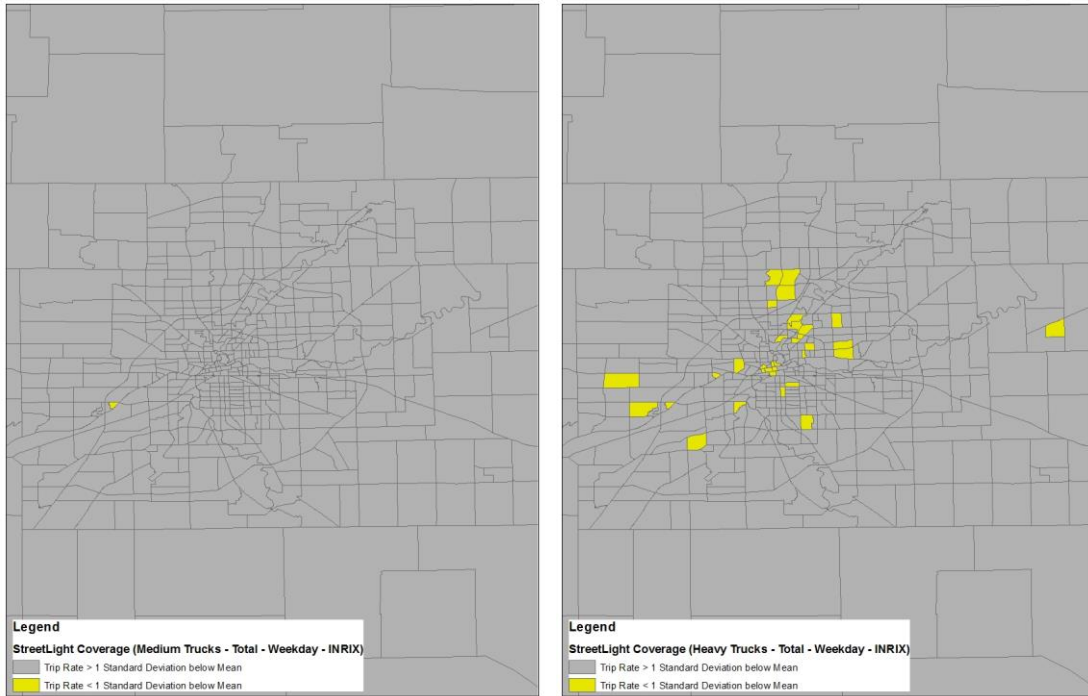 Legend
StreetLight Coverage (Medium Trucks - Total - Weekday - INRIX)
Trip Rate > 1 Standard Deviation below Mean
Trip Rate < 1 Standard Deviation below Mean
Legend
StreetLight Coverage (Heavy Trucks - Total - Weekday - INRIX)
Trip Rate > 1 Standard Deviation below Mean
Trip Rate < 1 Standard Deviation below Mean